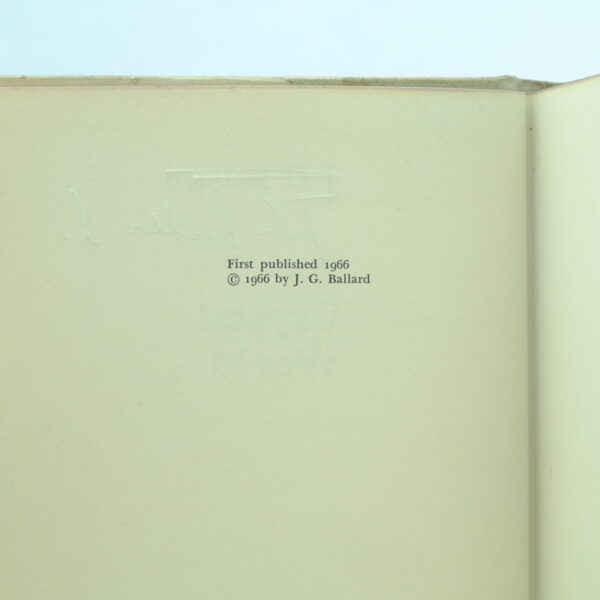 First published 1966
© 1966 by J. G. Ballard